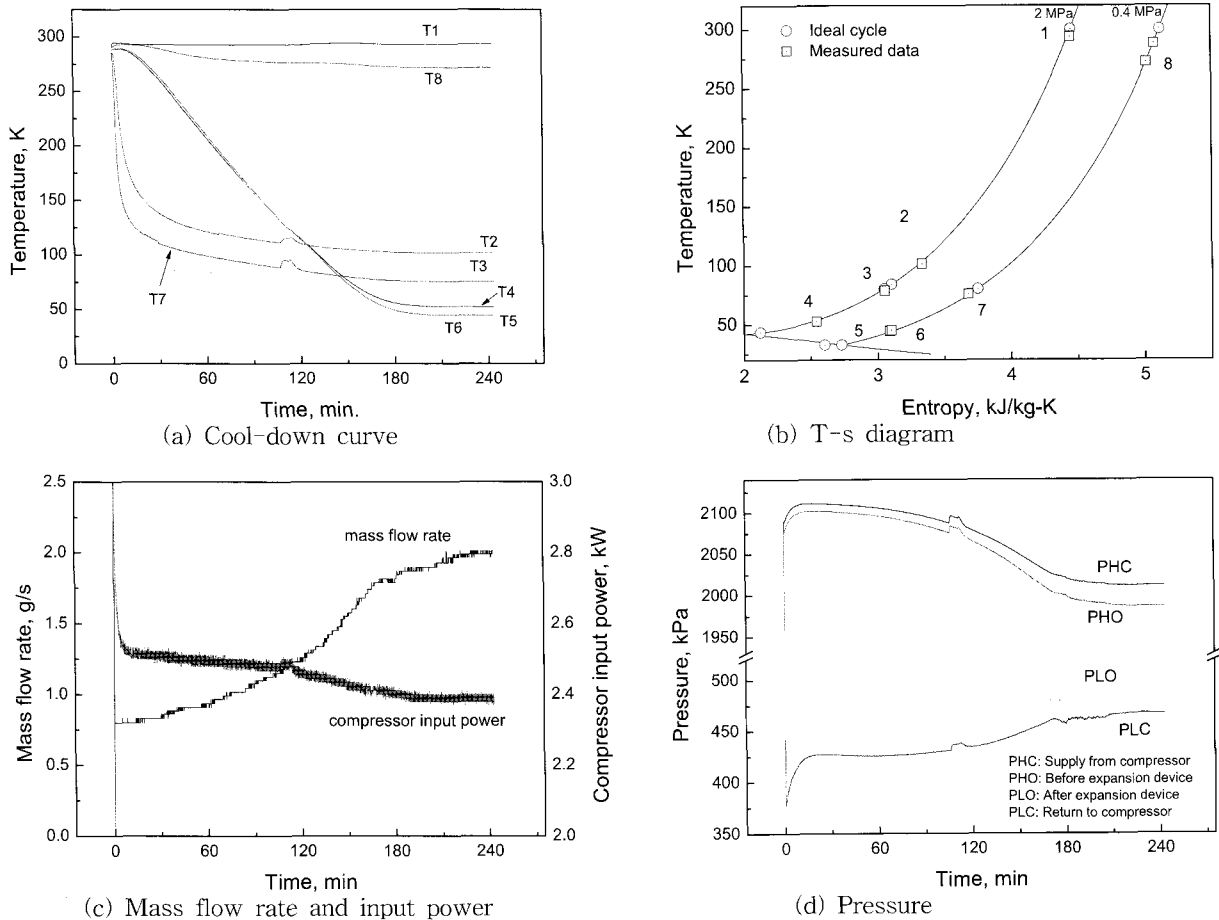 300
250
200
150
100
50
0
Temperature, K
T1
T8
T2
T3
T4
T7
T6
T5
0
60
120
180
240
Time, min.
(a) Cool-down curve
Ideal cycle
Measured data
2 MPa
0.4 MPa
1
8
2
3
4
7
5
6
300
250
200
150
100
50
Temperature, K
2
3
4
5
Entropy, kJ/kg-K
(b) T-s diagram
2.5
2.0
1.5
1.0
0.5
0.0
Mass flow rate, g/s
mass flow rate
compressor input power
3.0
2.8
2.6
2.4
2.2
2.0
Compressor input power, kW
0
60
120
180
240
Time, min
(c) Mass flow rate and input power
2100
2050
2000
1950
500
450
400
350
Pressure, kPa
PHC
PHO
PLO
PLC
PHC: Supply from compressor
PHO: Before expansion device
PLO: After expansion device
PLC: Return to compressor
0
60
120
180
240
Time, min
(d) Pressure